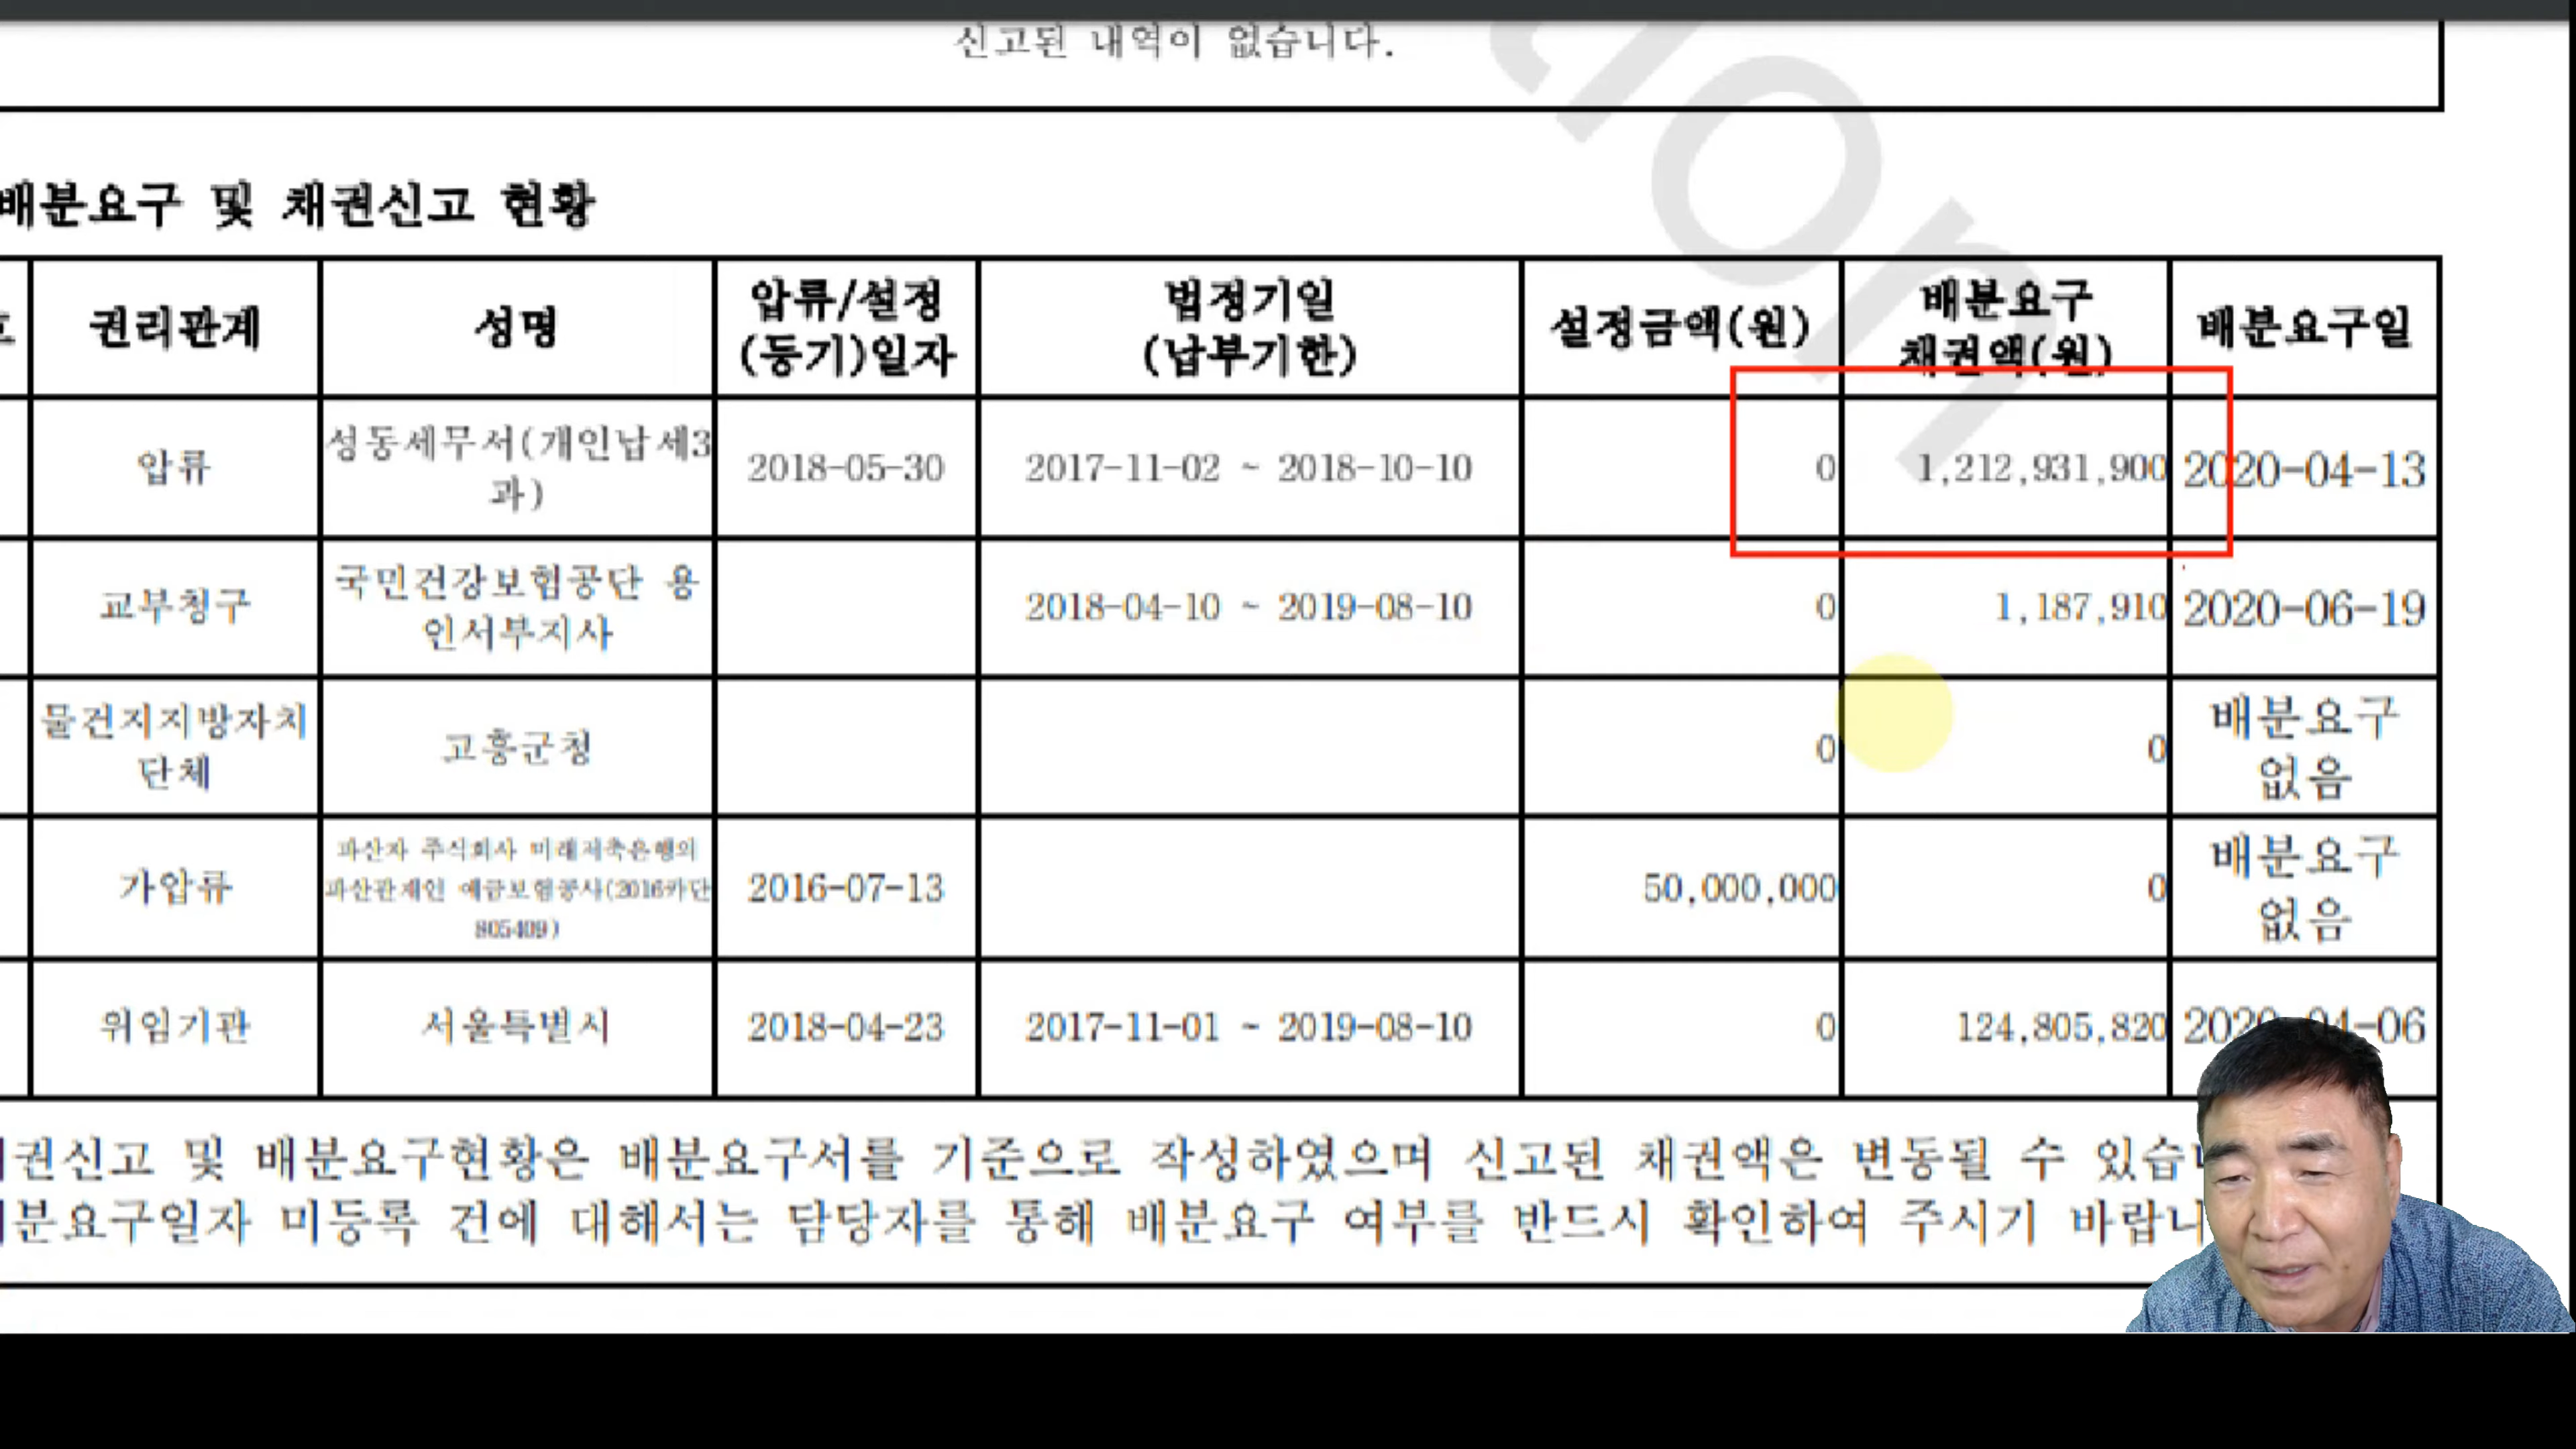 신고된 내역이 없습니다.
배분요구 및 채권신고 현황
권리관계 성명 압류/설정 (등기)일자 법정기일 (납부기한) 설정금액(원) 배분요구 채권액(원) 배분요구일
압류 성동세무서(개인납세3 과) 2018-05-30 2017-11-02 ~ 2018-10-10 0 1,212,931,900 2020-04-13
교부청구 국민건강보험공단 용 인서부지사 2018-04-10 ~ 2019-08-10 0 1,187,910 2020-06-19
물건지지방자치 단체 고흥군청 0 0 배분요구 없음
가압류 파산자 주식회사 미래저축은행의 파산관재인 예금보험공사(2016카단 805409) 2016-07-13 50,000,000 0 배분요구 없음
위임기관 서울특별시 2018-04-23 2017-11-01 ~ 2019-08-10 0 124,805,820 2020-04-06
권신고 및 배분요구현황은 배분요구서를 기준으로 작성하였으며 신고된 채권액은 변동될 수 있습
분요구일자 미등록 건에 대해서는 담당자를 통해 배분요구 여부를 반드시 확인하여 주시기 바랍니